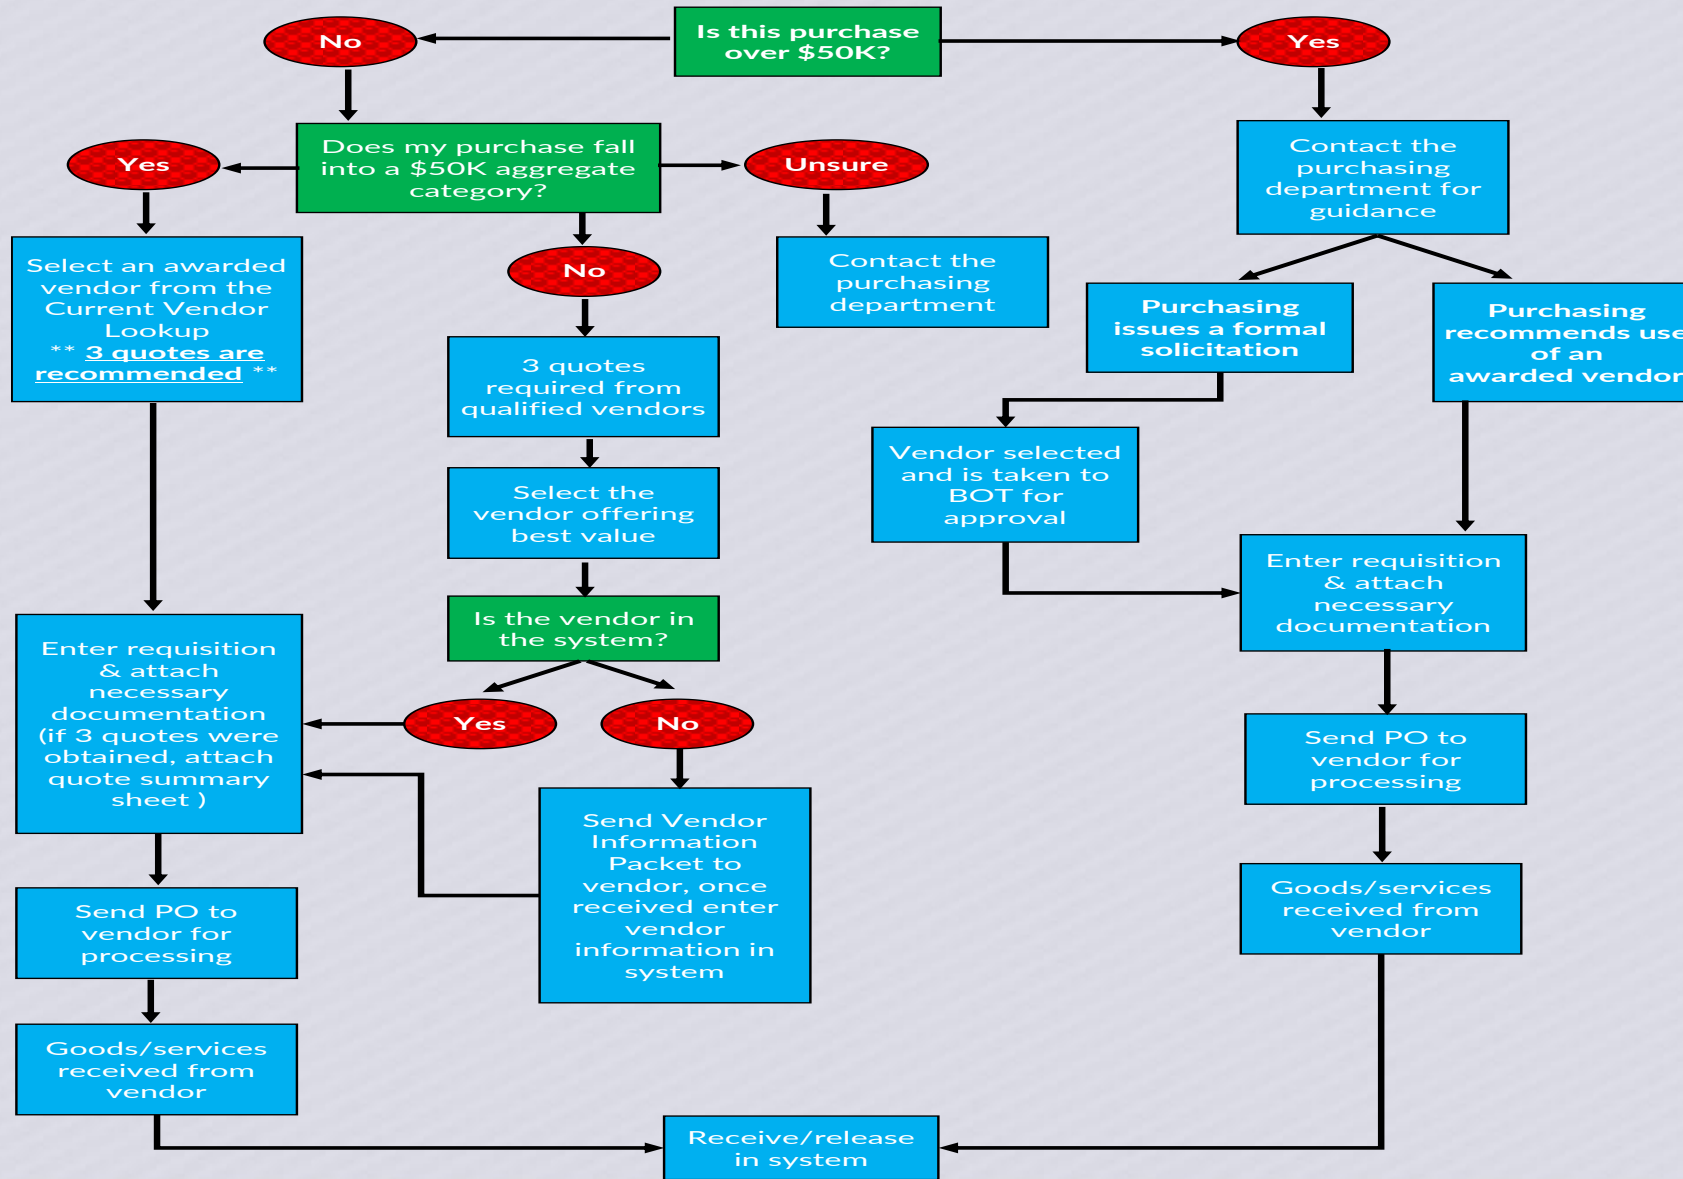 Is this purchase
over $50K?
No
Yes
Does my purchase fall
into a $50K aggregate
category?
Yes
Unsure
No
Contact the
purchasing
department for
guidance
Select an awarded
vendor from the
Current Vendor
Lookup
** 3 quotes are
recommended **
Contact the
purchasing
department
Purchasing
issues a formal
solicitation
Purchasing
recommends use
of an
awarded vendor
3 quotes
required from
qualified vendors
Select the
vendor offering
best value
Vendor selected
and is taken to
BOT for
approval
Is the vendor in
the system?
Yes
No
Enter requisition
& attach
necessary
documentation
Enter requisition
& attach
necessary
documentation
(if 3 quotes were
obtained, attach
quote summary
sheet )
Send Vendor
Information
Packet to
vendor, once
received enter
vendor
information in
system
Send PO to
vendor for
processing
Goods/services
received from
vendor
Send PO to
vendor for
processing
Goods/services
received from
vendor
Receive/release
in system